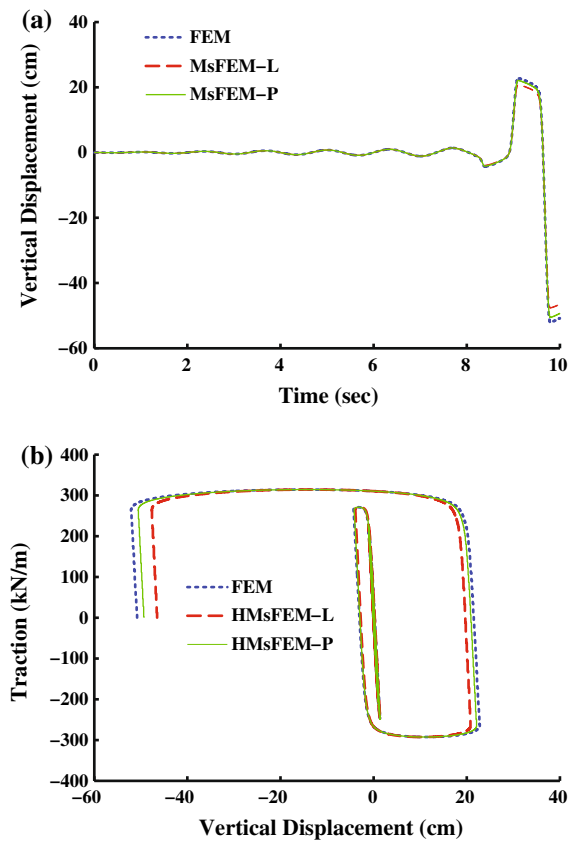 (a)
40
20
0
−20
−40
−60
Vertical Displacement (cm)
FEM
MsFEM−L
MsFEM−P
0
2
4
6
8
10
Time (sec)
(b)
400
300
200
100
0
−100
−200
−300
−400
Traction (kN/m)
FEM
HMsFEM−L
HMsFEM−P
−60
−40
−20
0
20
40
Vertical Displacement (cm)